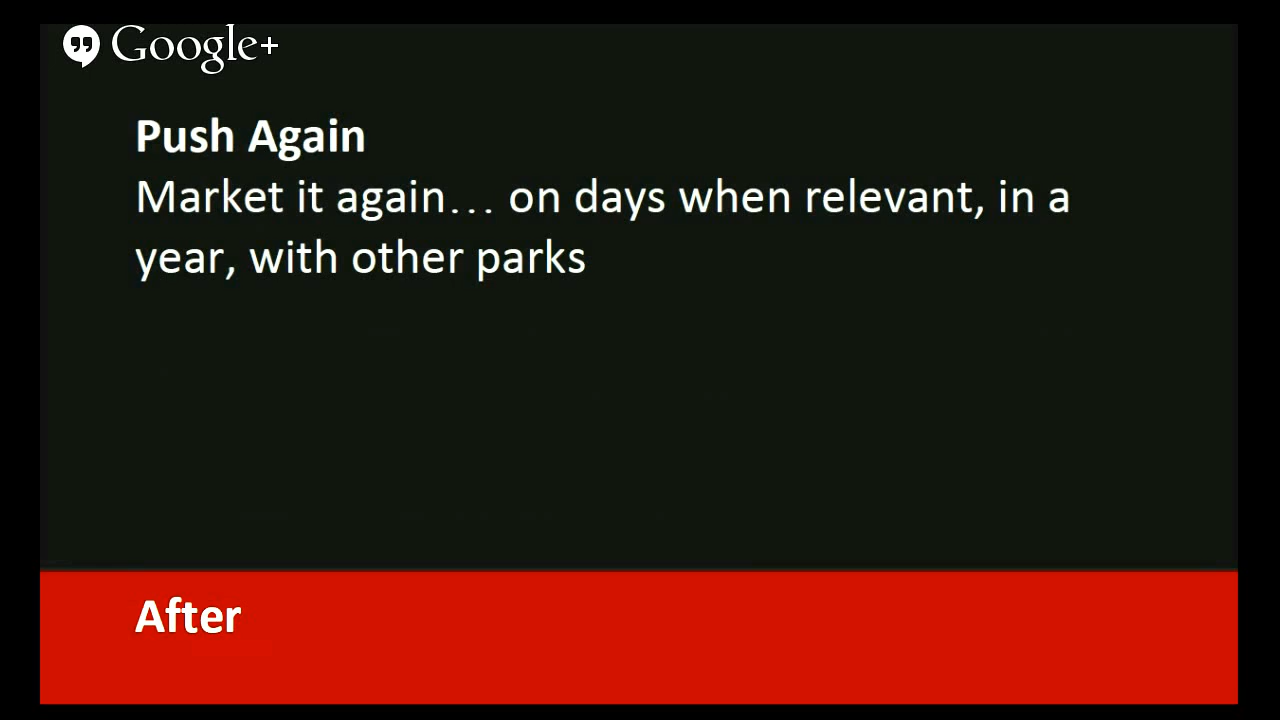 Google+
Push Again
Market it again… on days when relevant, in a
year, with other parks
After